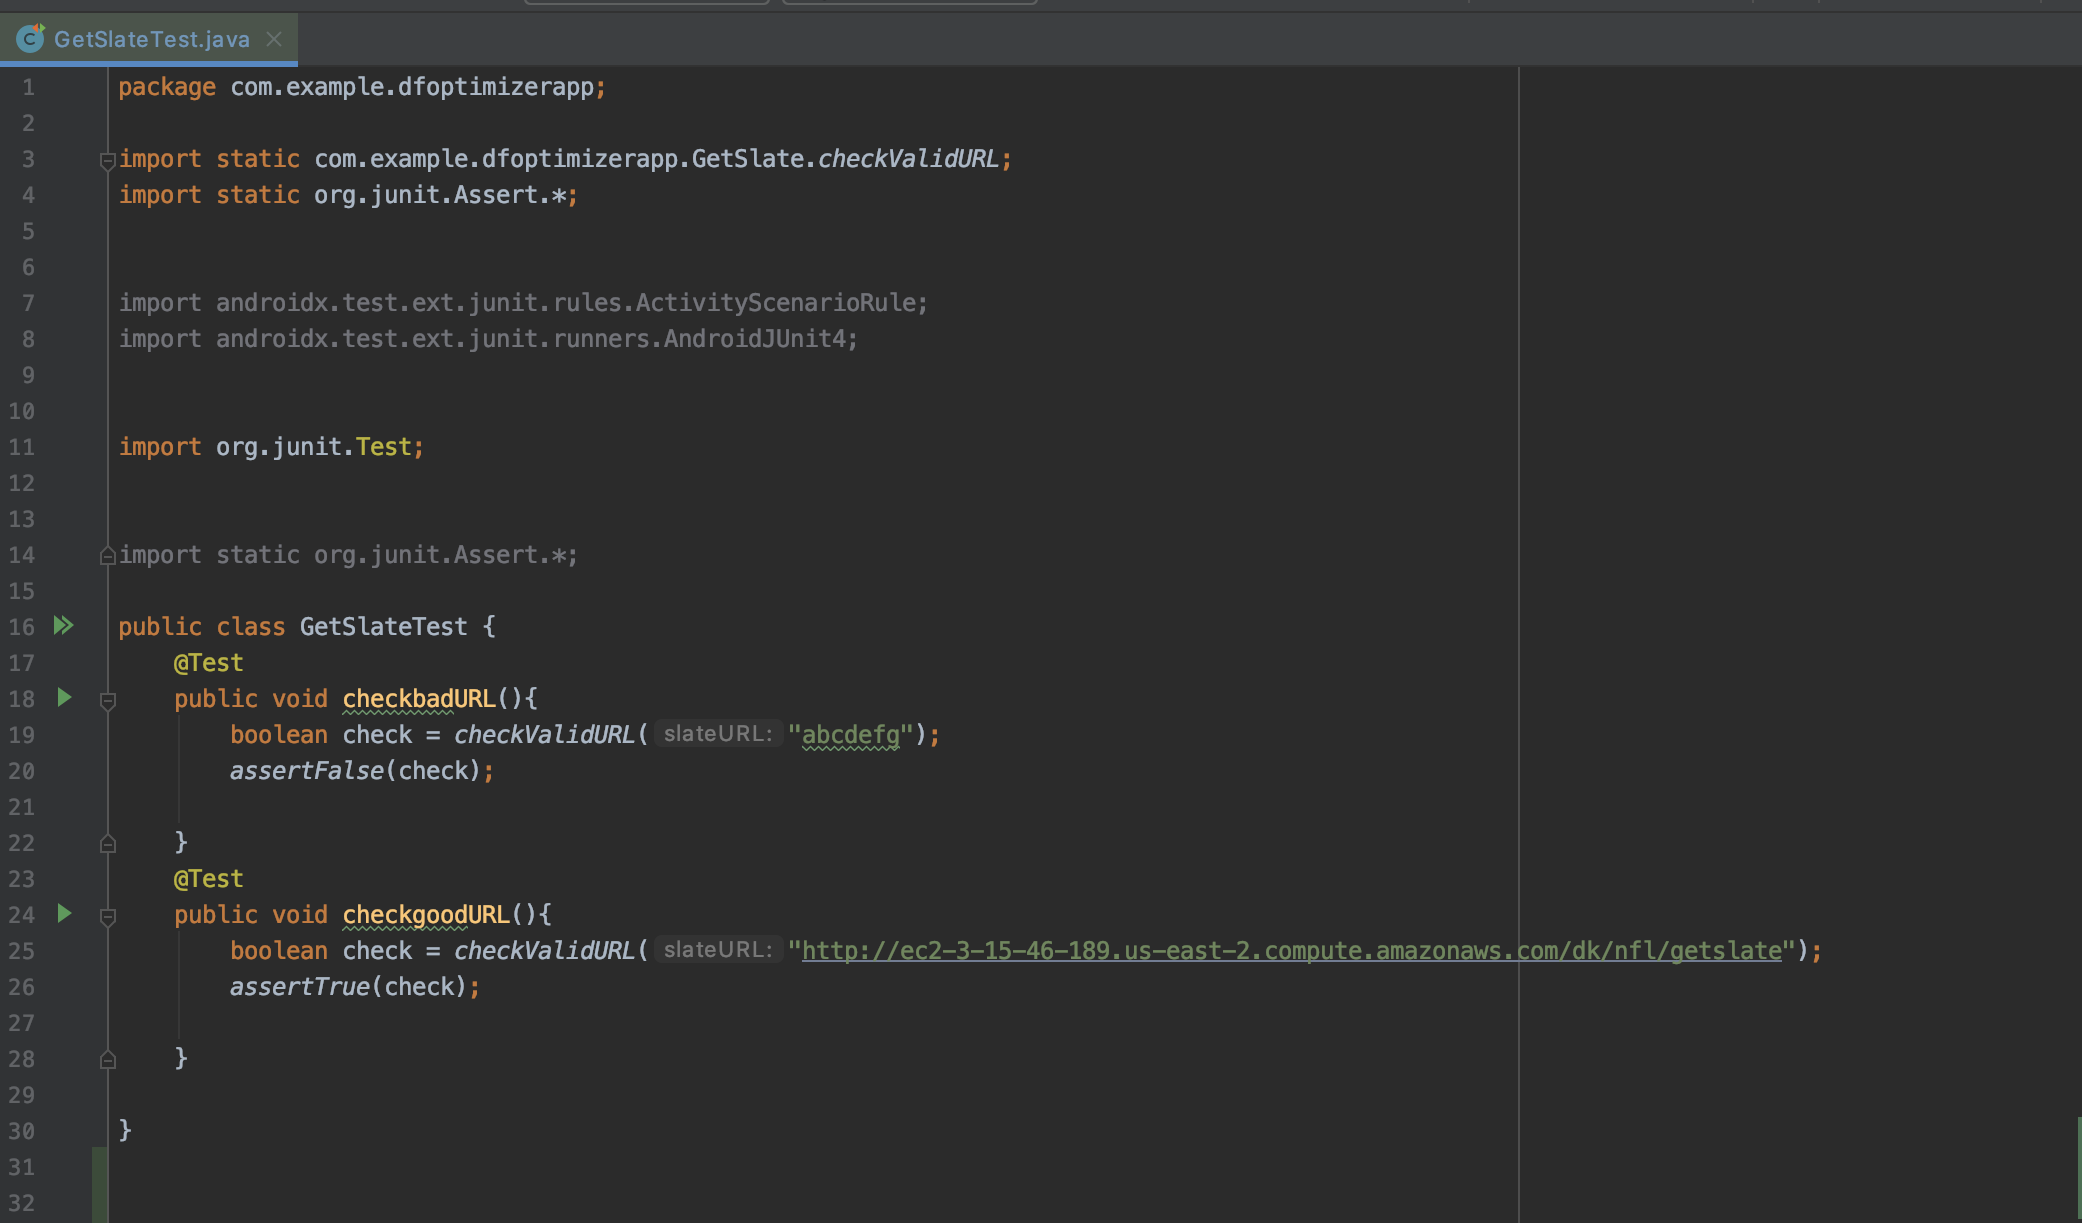 GetSlateTest.java
1 package com.example.dfoptimizerapp;
2
3 import static com.example.dfoptimizerapp.GetSlate.checkValidURL;
4 import static org.junit.Assert.*;
5
6
7 import androidx.test.ext.junit.rules.ActivityScenarioRule;
8 import androidx.test.ext.junit.runners.AndroidJUnit4;
9
10
11 import org.junit.Test;
12
13
14 import static org.junit.Assert.*;
15
16 public class GetSlateTest {
17     @Test
18     public void checkbadURL(){
19         boolean check = checkValidURL( slateURL: "abcdefg");
20         assertFalse(check);
21
22     }
23     @Test
24     public void checkgoodURL(){
25         boolean check = checkValidURL( slateURL: "http://ec2-3-15-46-189.us-east-2.compute.amazonaws.com/dk/nfl/getslate");
26         assertTrue(check);
27
28     }
29
30 }
31
32